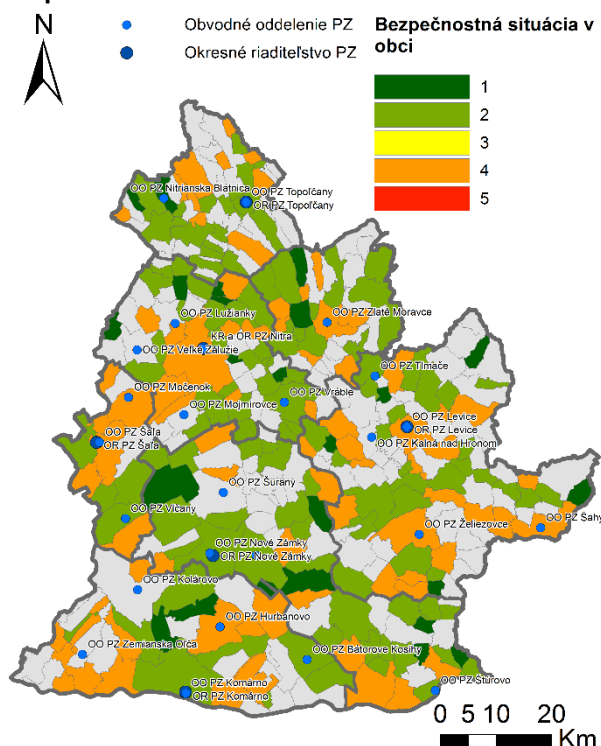 N
Obvodné oddelenie PZ
Okresné riaditeľstvo PZ
Bezpečnostná situácia v
obci
1
2
3
4
5
OO PZ Nitrianska Blatnica
OO PZ Topoľčany
OR PZ Topoľčany
OO PZ Lužianky
OO PZ Zlaté Moravce
KR a OR PZ Nitra
OO PZ Veľké Zálužie
OO PZ Tlmače
OO PZ Močenok
OO PZ Vráble
OO PZ Mojmírovce
OO PZ Levice
OR PZ Levice
OO PZ Šaľa
OR PZ Šaľa
OO PZ Kalná nad Hronom
OO PZ Šurany
OO PZ Vlčany
OO PZ Želiezovce
OO PZ Šahy
OO PZ Nové Zámky
OR PZ Nové Zámky
OO PZ Kolárovo
OO PZ Hurbanovo
OO PZ Zemianska Oľča
OO PZ Bátorove Kosihy
OO PZ Komárno
OR PZ Komárno
OO PZ Štúrovo
0 5 10 20
Km